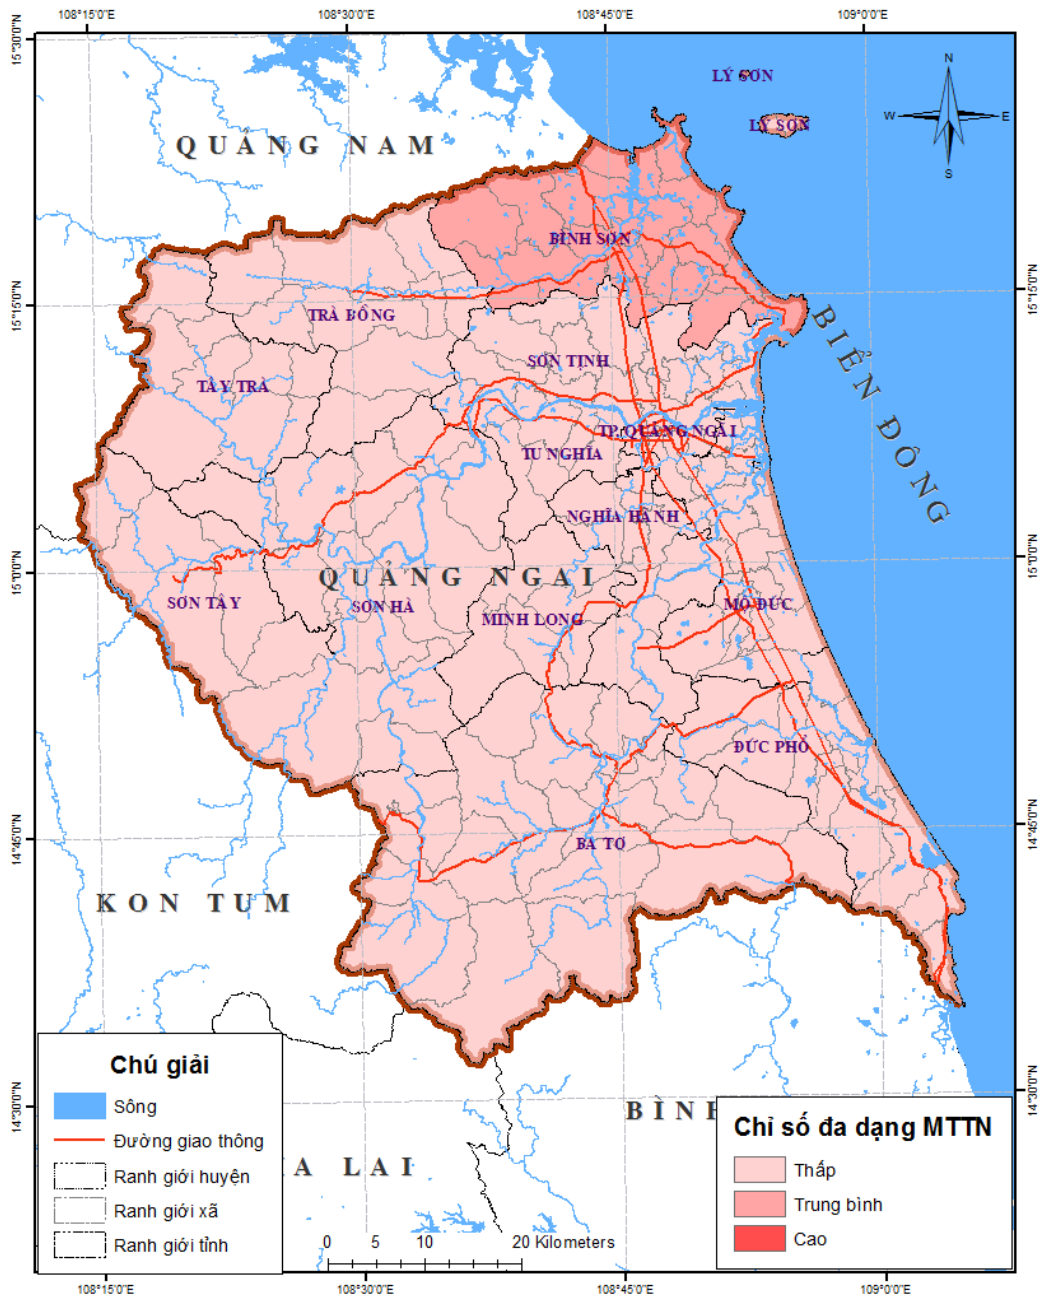 108°15'0"E 108°30'0"E 108°45'0"E 109°0'0"E
15°30'0"N
LÝ SƠN
N
W E
S
LÝ SƠN
QUẢNG NAM
BÌNH SƠN
15°15'0"N
15°15'0"N
TRÀ BỒNG
BIỂN ĐÔNG
SƠN TỊNH
TÂY TRÀ
TP. QUẢNG NGÃI
TƯ NGHĨA
NGHĨA HÀNH
15°0'0"N
15°0'0"N
QUẢNG NGÃI
SƠN TÂY
SƠN HÀ
MINH LONG
MỘ ĐỨC
ĐỨC PHỔ
14°45'0"N
14°45'0"N
BA TƠ
KON TUM
14°30'0"N
14°30'0"N
BÌNH
IA LAI
Chú giải
Sông
Đường giao thông
Ranh giới huyện
Ranh giới xã
Ranh giới tỉnh
0 5 10 20 Kilometers
Chỉ số đa dạng MTTN
Thấp
Trung bình
Cao
108°15'0"E 108°30'0"E 108°45'0"E 109°0'0"E